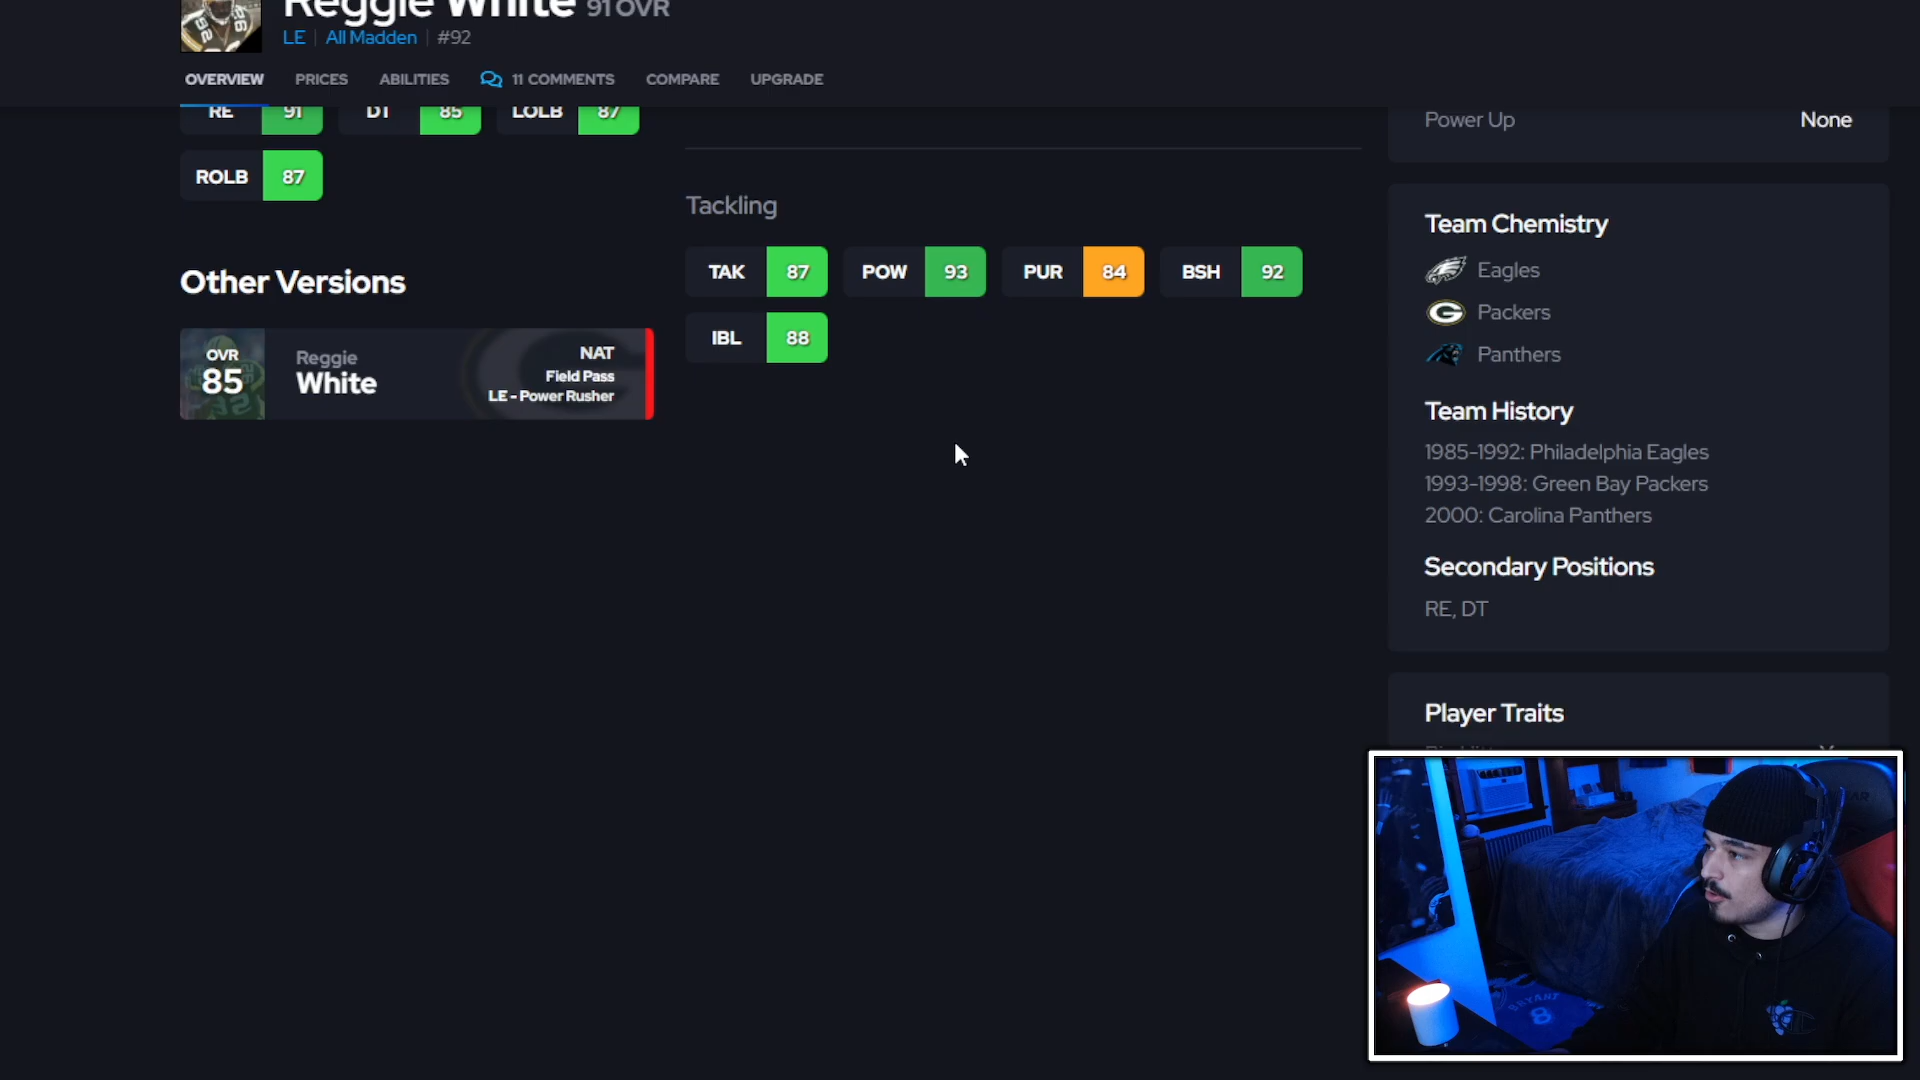 Reggie White 91 OVR
LE | All Madden | #92
OVERVIEW PRICES ABILITIES 11 COMMENTS COMPARE UPGRADE
RE 91 DT 85 LOLB 87
ROLB 87
Other Versions
OVR
85
Reggie
White
NAT
Field Pass
LE - Power Rusher
Tackling
TAK 87 POW 93 PUR 84 BSH 92
IBL 88
Power Up None
Team Chemistry
Eagles
Packers
Panthers
Team History
1985-1992: Philadelphia Eagles
1993-1998: Green Bay Packers
2000: Carolina Panthers
Secondary Positions
RE, DT
Player Traits
BRYANT
8